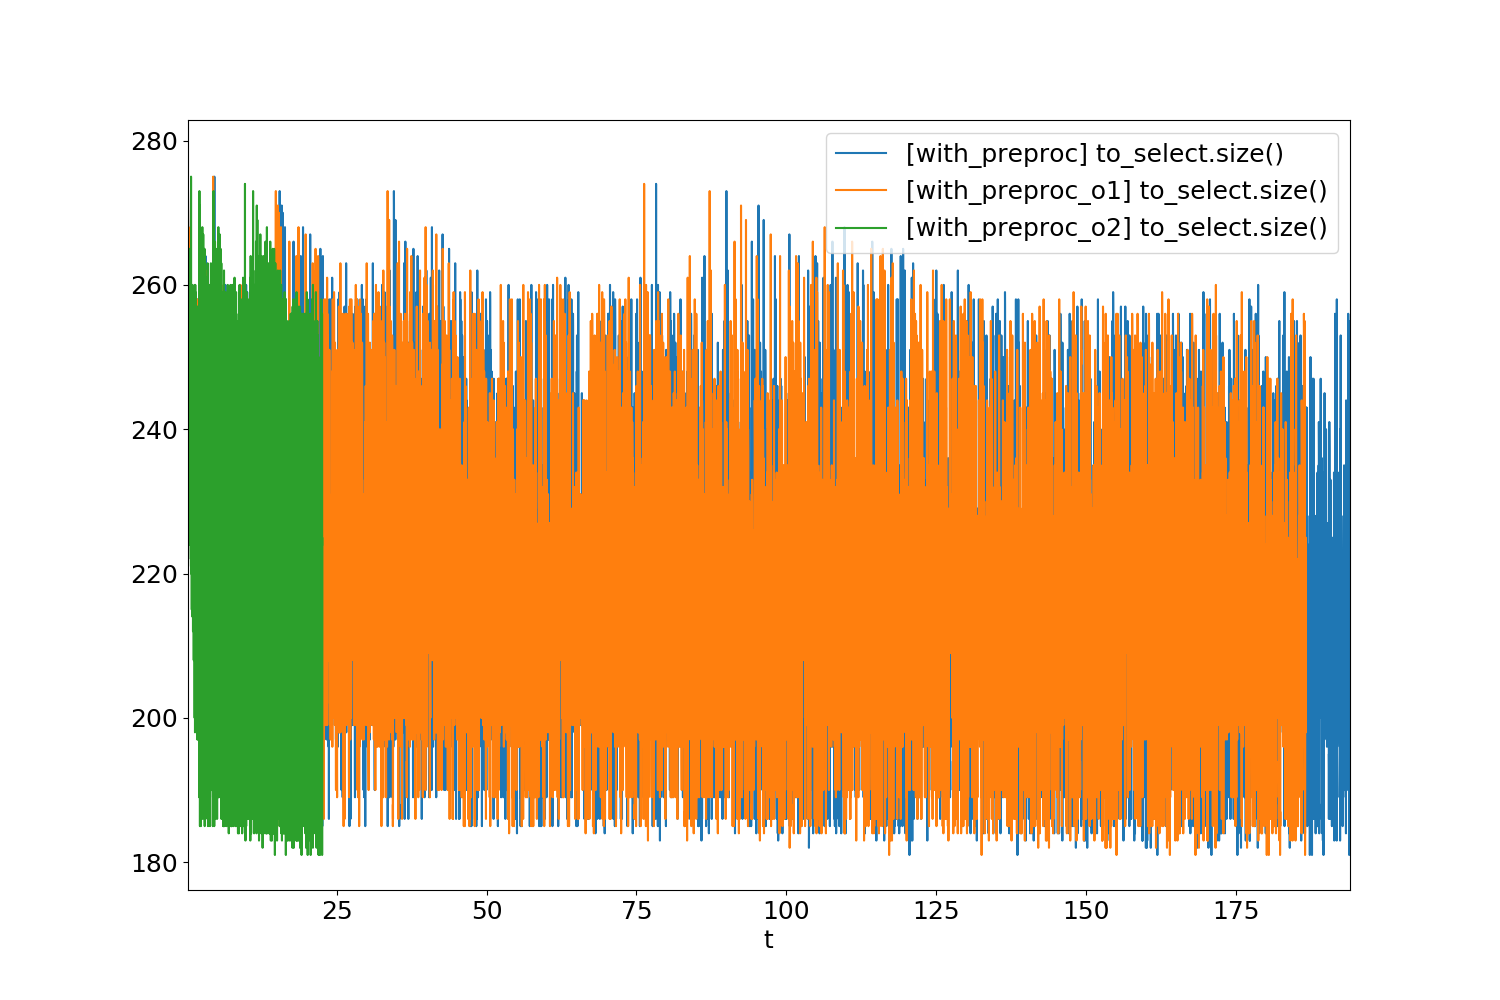 280
260
240
220
200
180
[with_preproc] to_select.size()
[with_preproc_o1] to_select.size()
[with_preproc_o2] to_select.size()
25 50 75 100 125 150 175
t